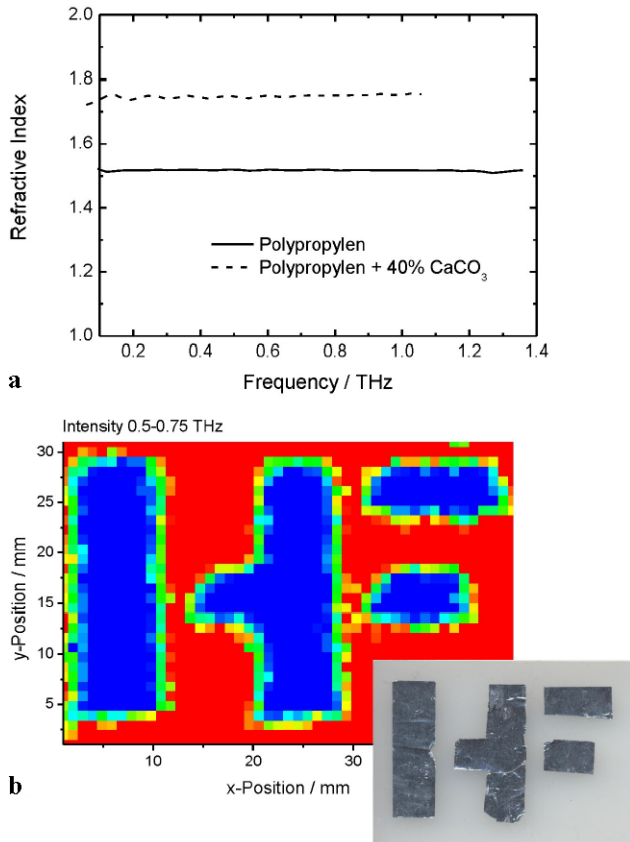 2.0
1.8
1.6
1.4
1.2
1.0
Refractive Index
Polypropylen
Polypropylen + 40% CaCO₃
0.2 0.4 0.6 0.8 1.0 1.2 1.4
Frequency / THz
a
Intensity 0.5-0.75 THz
30
25
20
15
10
5
y-Position / mm
10 20 30
x-Position / mm
b